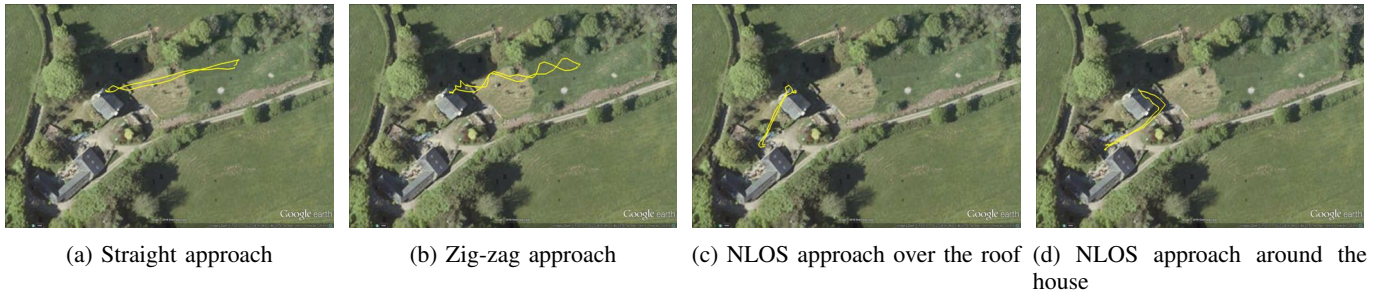 Google earth
Google earth
Google earth
Google earth
(a) Straight approach
(b) Zig-zag approach
(c) NLOS approach over the roof
(d) NLOS approach around the
house